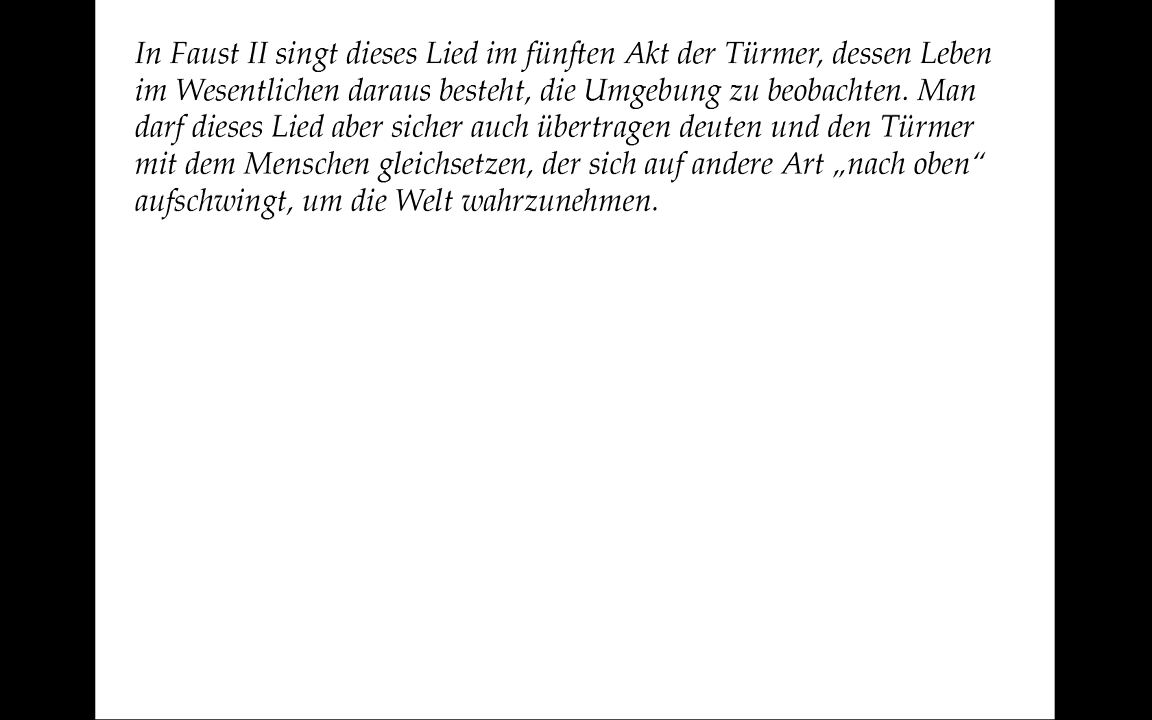 In Faust II singt dieses Lied im fünften Akt der Türmer, dessen Leben
im Wesentlichen daraus besteht, die Umgebung zu beobachten. Man
darf dieses Lied aber sicher auch übertragen deuten und den Türmer
mit dem Menschen gleichsetzen, der sich auf andere Art „nach oben“
aufschwingt, um die Welt wahrzunehmen.